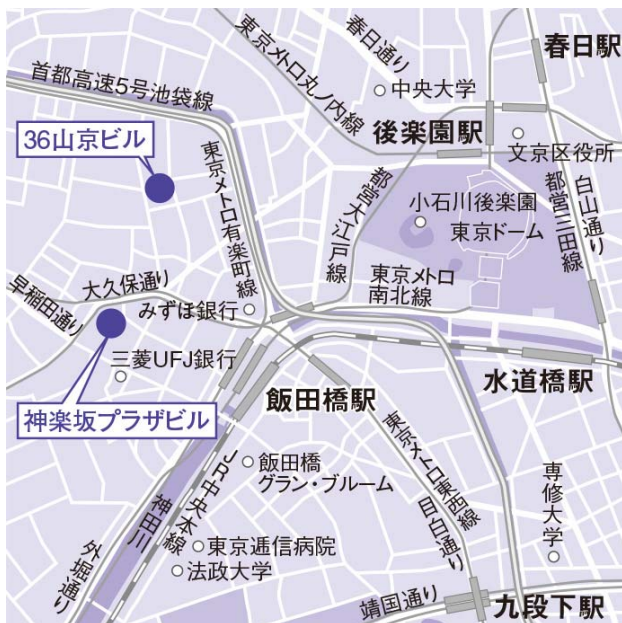 春日通り
春日駅
東京メトロ丸ノ内線
中央大学
首都高速5号池袋線
後楽園駅
36山京ビル
文京区役所
東京メトロ有楽町線
都営大江戸線
小石川後楽園
東京ドーム
都営三田線
白山通り
大久保通り
東京メトロ
南北線
早稲田通り
みずほ銀行
三菱UFJ銀行
水道橋駅
飯田橋駅
神楽坂プラザビル
東京メトロ東西線
飯田橋
グラン・ブルーム
目白通り
専修大学
JR中央本線
神田川
外堀通り
東京逓信病院
法政大学
靖国通り
九段下駅